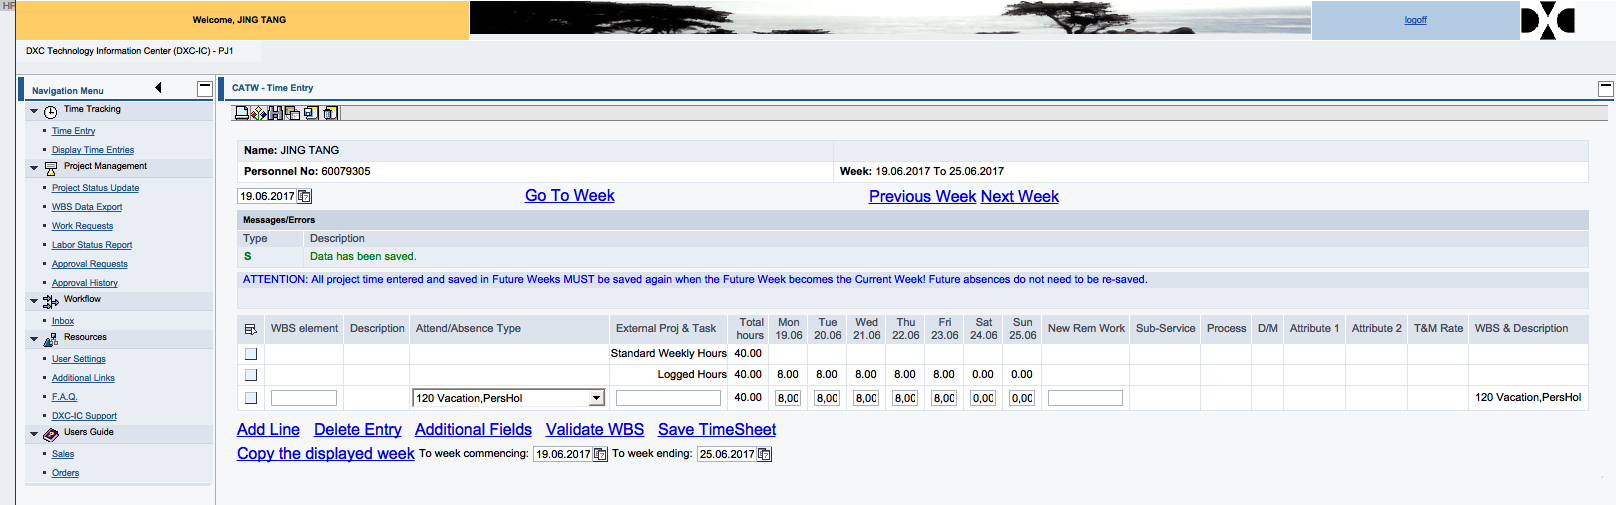 HP
Welcome, JING TANG
logoff
DXC
DXC Technology Information Center (DXC-IC) - PJ1
Navigation Menu
Time Tracking
Time Entry
Display Time Entries
Project Management
Project Status Update
WBS Data Export
Work Requests
Labor Status Report
Approval Requests
Approval History
Workflow
Inbox
Resources
User Settings
Additional Links
F.A.Q.
DXC-IC Support
Users Guide
Sales
Orders
CATW - Time Entry
Name: JING TANG
Personnel No: 60079305 Week: 19.06.2017 To 25.06.2017
19.06.2017 Go To Week Previous Week Next Week
Messages/Errors
Type Description
S Data has been saved.
ATTENTION: All project time entered and saved in Future Weeks MUST be saved again when the Future Week becomes the Current Week! Future absences do not need to be re-saved.
WBS element Description Attend/Absence Type External Proj & Task Total hours Mon 19.06 Tue 20.06 Wed 21.06 Thu 22.06 Fri 23.06 Sat 24.06 Sun 25.06 New Rem Work Sub-Service Process D/M Attribute 1 Attribute 2 T&M Rate WBS & Description
Standard Weekly Hours 40.00
Logged Hours 40.00 8.00 8.00 8.00 8.00 8.00 0.00 0.00
120 Vacation,PersHol 40.00 8,00 8,00 8,00 8,00 8,00 0,00 0,00 120 Vacation,PersHol
Add Line Delete Entry Additional Fields Validate WBS Save TimeSheet
Copy the displayed week To week commencing: 19.06.2017 To week ending: 25.06.2017